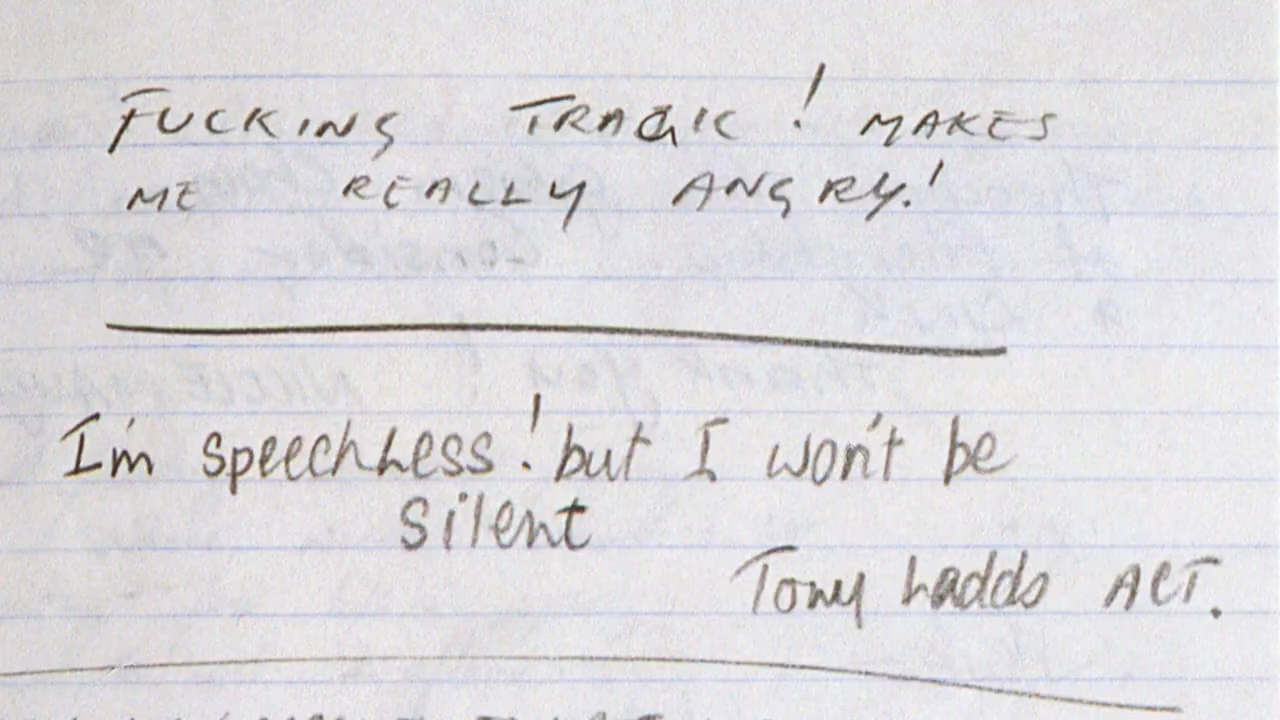 FUCKING TRAGIC! MAKES
ME REALLY ANGRY!
I'm speechless! but I won't be
silent
Tony Ladds ACT.